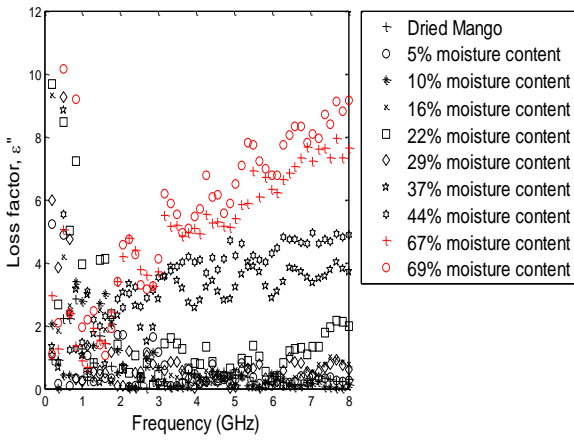 12
10
8
6
4
2
0
Loss factor, ε"
0 1 2 3 4 5 6 7 8
Frequency (GHz)
Dried Mango
5% moisture content
10% moisture content
16% moisture content
22% moisture content
29% moisture content
37% moisture content
44% moisture content
67% moisture content
69% moisture content